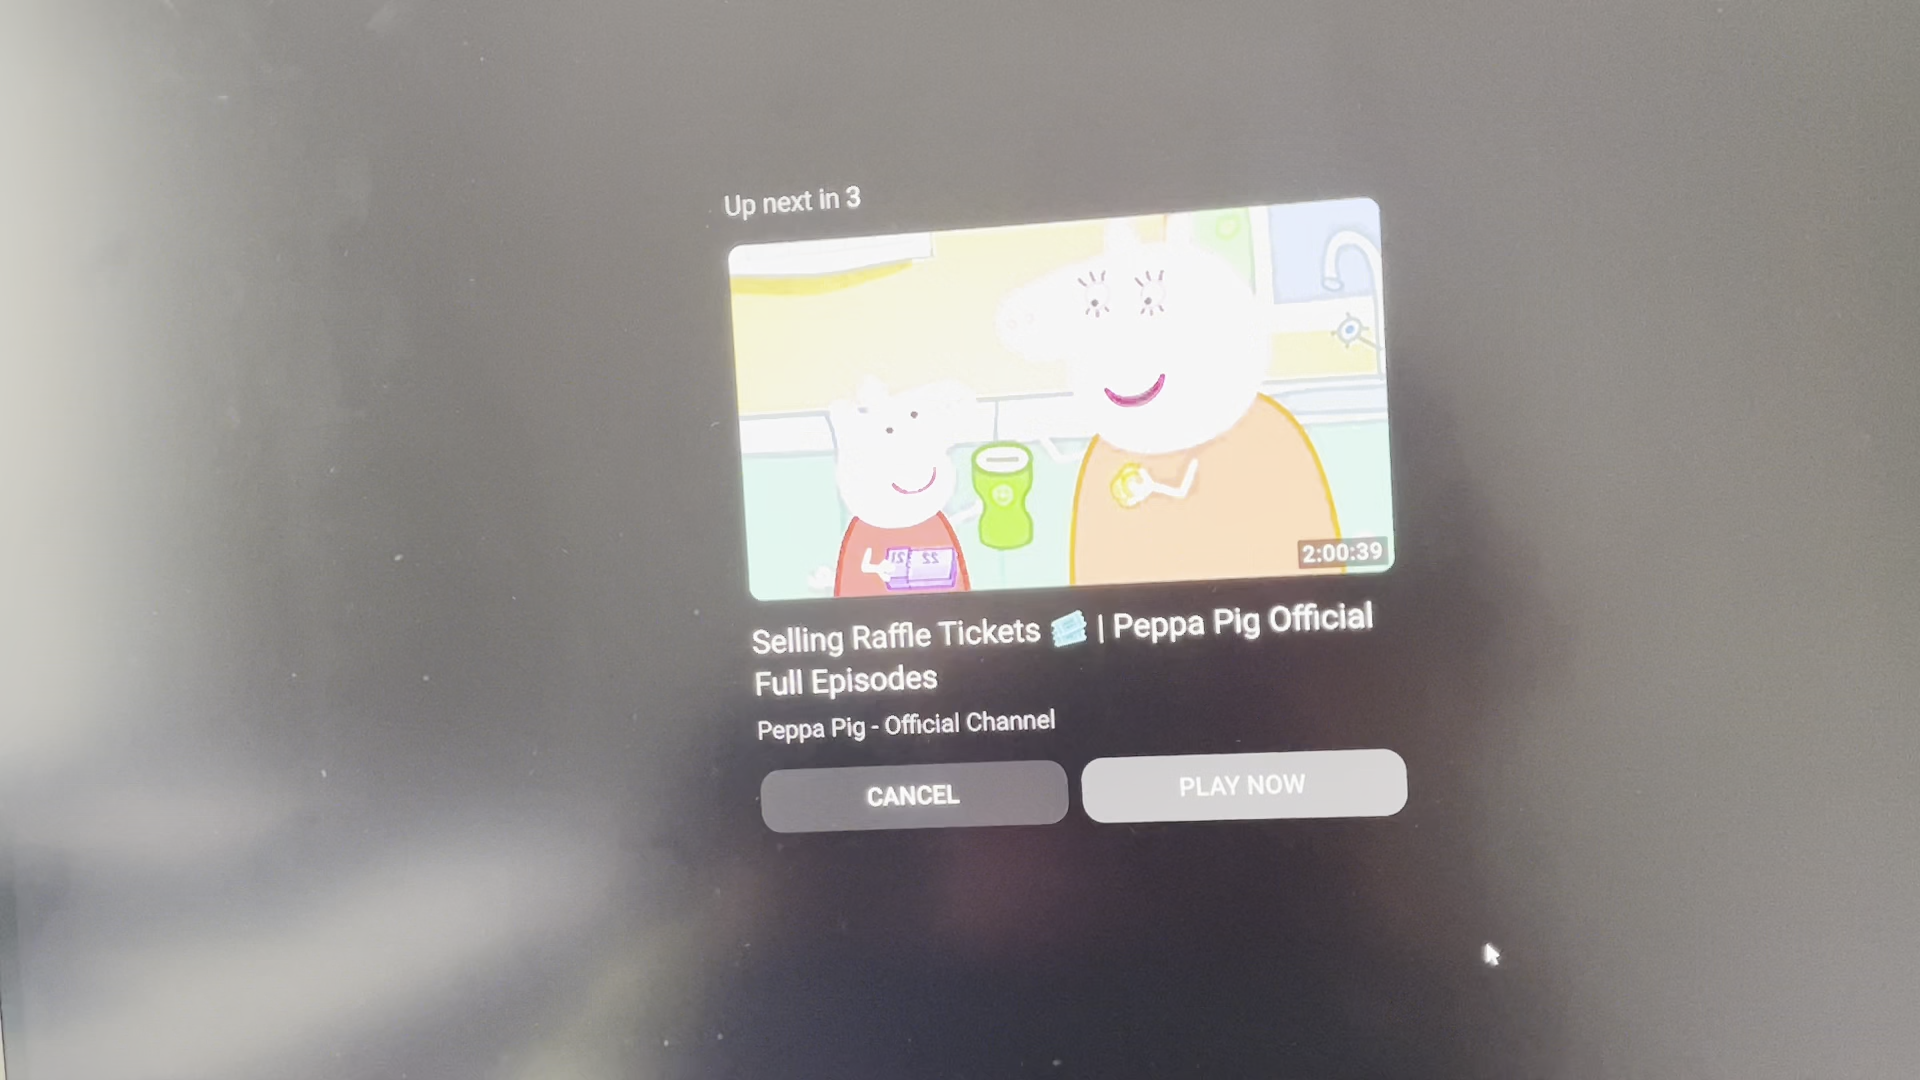 Up next in 3
2:00:39
Selling Raffle Tickets 🎟️ | Peppa Pig Official
Full Episodes
Peppa Pig - Official Channel
CANCEL
PLAY NOW